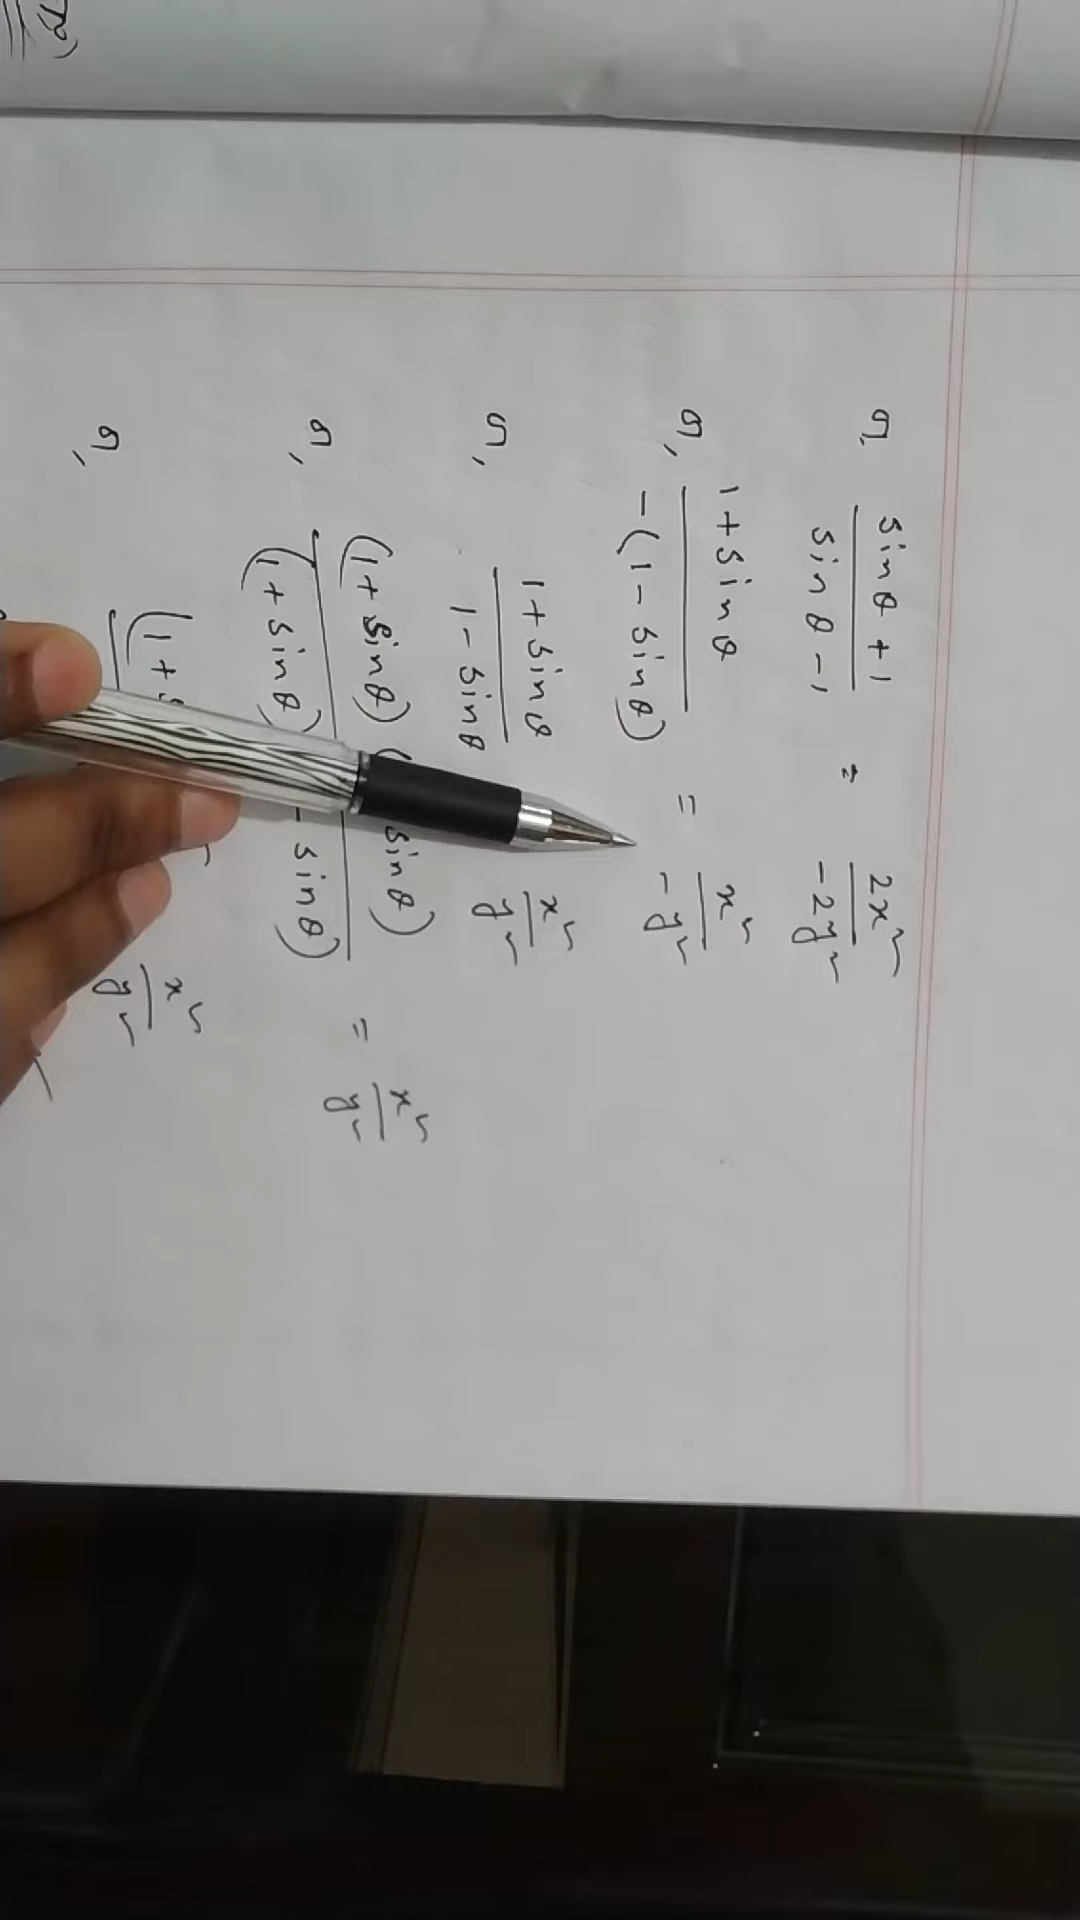 বা, (sinθ + 1)/(sinθ - 1) = 2x²/-2y²
বা, (1 + sinθ)/-(1 - sinθ) = x²/-y²
বা, (1 + sinθ)/(1 - sinθ) x²/y²
বা, (1 + sinθ)( sinθ)/(1 + sinθ) - sinθ) = x²/y²
বা, (1 + x²/y²